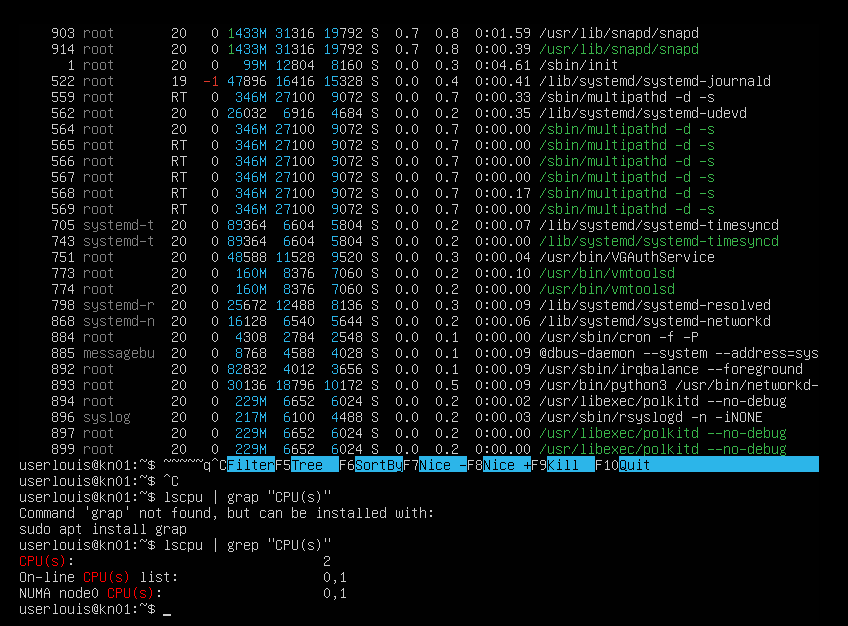 903 root 20 0 1433M 31316 19792 S 0.7 0.8 0:01.59 /usr/lib/snapd/snapd
914 root 20 0 1433M 31316 19792 S 0.7 0.8 0:00.39 /usr/lib/snapd/snapd
1 root 20 0 99M 12804 8160 S 0.0 0.3 0:04.61 /sbin/init
522 root 19 -1 47896 16416 15328 S 0.0 0.4 0:00.41 /lib/systemd/systemd-journald
559 root RT 0 346M 27100 9072 S 0.0 0.7 0:00.33 /sbin/multipathd -d -s
562 root 20 0 26032 6916 4684 S 0.0 0.2 0:00.35 /lib/systemd/systemd-udevd
564 root 20 0 346M 27100 9072 S 0.0 0.7 0:00.00 /sbin/multipathd -d -s
565 root RT 0 346M 27100 9072 S 0.0 0.7 0:00.00 /sbin/multipathd -d -s
566 root RT 0 346M 27100 9072 S 0.0 0.7 0:00.00 /sbin/multipathd -d -s
567 root RT 0 346M 27100 9072 S 0.0 0.7 0:00.00 /sbin/multipathd -d -s
568 root RT 0 346M 27100 9072 S 0.0 0.7 0:00.17 /sbin/multipathd -d -s
569 root RT 0 346M 27100 9072 S 0.0 0.7 0:00.00 /sbin/multipathd -d -s
705 systemd-t 20 0 89364 6604 5804 S 0.0 0.2 0:00.07 /lib/systemd/systemd-timesyncd
743 systemd-t 20 0 89364 6604 5804 S 0.0 0.2 0:00.00 /lib/systemd/systemd-timesyncd
751 root 20 0 48588 11528 9520 S 0.0 0.3 0:00.04 /usr/bin/VGAuthService
773 root 20 0 160M 8376 7060 S 0.0 0.2 0:00.10 /usr/bin/vmtoolsd
774 root 20 0 160M 8376 7060 S 0.0 0.2 0:00.00 /usr/bin/vmtoolsd
798 systemd-r 20 0 25672 12488 8136 S 0.0 0.3 0:00.09 /lib/systemd/systemd-resolved
868 systemd-n 20 0 16128 6540 5644 S 0.0 0.2 0:00.06 /lib/systemd/systemd-networkd
884 root 20 0 4308 2784 2548 S 0.0 0.1 0:00.00 /usr/sbin/cron -f -P
885 messagebu 20 0 8768 4588 4028 S 0.0 0.1 0:00.09 @dbus-daemon --system --address=sys
892 root 20 0 82832 4012 3656 S 0.0 0.1 0:00.09 /usr/sbin/irqbalance --foreground
893 root 20 0 30136 18796 10172 S 0.0 0.5 0:00.09 /usr/bin/python3 /usr/bin/networkd-
894 root 20 0 229M 6652 6024 S 0.0 0.2 0:00.02 /usr/libexec/polkitd --no-debug
896 syslog 20 0 217M 6100 4488 S 0.0 0.2 0:00.03 /usr/sbin/rsyslogd -n -iNONE
897 root 20 0 229M 6652 6024 S 0.0 0.2 0:00.00 /usr/libexec/polkitd --no-debug
899 root 20 0 229M 6652 6024 S 0.0 0.2 0:00.00 /usr/libexec/polkitd --no-debug
userlouis@kn01:~$ ~~~~~q^CFilterF5Tree F6SortByF7Nice -F8Nice +F9Kill F10Quit
userlouis@kn01:~$ ^C
userlouis@kn01:~$ lscpu | grap "CPU(s)"
Command 'grap' not found, but can be installed with:
sudo apt install grap
userlouis@kn01:~$ lscpu | grep "CPU(s)"
CPU(s): 2
On-line CPU(s) list: 0,1
NUMA node0 CPU(s): 0,1
userlouis@kn01:~$ _